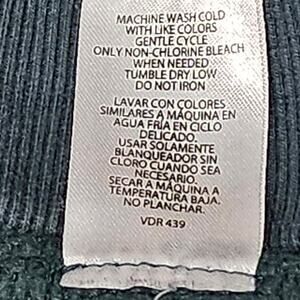 MACHINE WASH COLD
WITH LIKE COLORS
GENTLE CYCLE
ONLY NON-CHLORINE BLEACH
WHEN NEEDED
TUMBLE DRY LOW
DO NOT IRON
LAVAR CON COLORES
SIMILARES A MÁQUINA EN
AGUA FRÍA EN CICLO
DELICADO.
USAR SOLAMENTE
BLANQUEADOR SIN
CLORO CUANDO SEA
NECESARIO.
SECAR A MÁQUINA A
TEMPERATURA BAJA.
NO PLANCHAR.
VDR 439